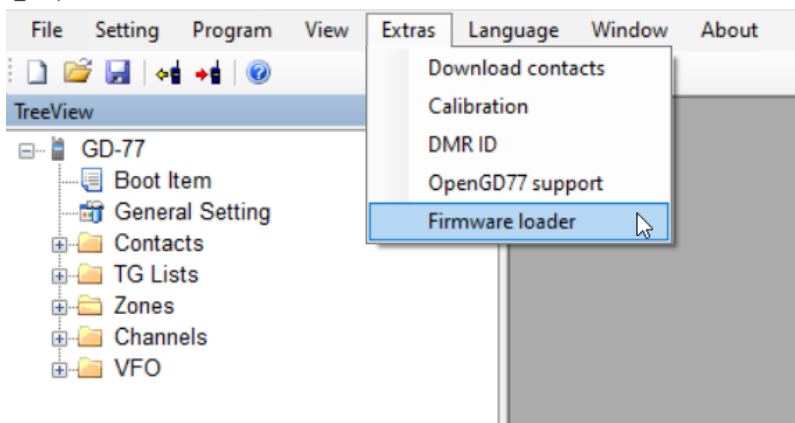 File Setting Program View Extras Language Window About
Download contacts
TreeView
Calibration
GD-77
DMR ID
Boot Item
OpenGD77 support
General Setting
Firmware loader
Contacts
TG Lists
Zones
Channels
VFO